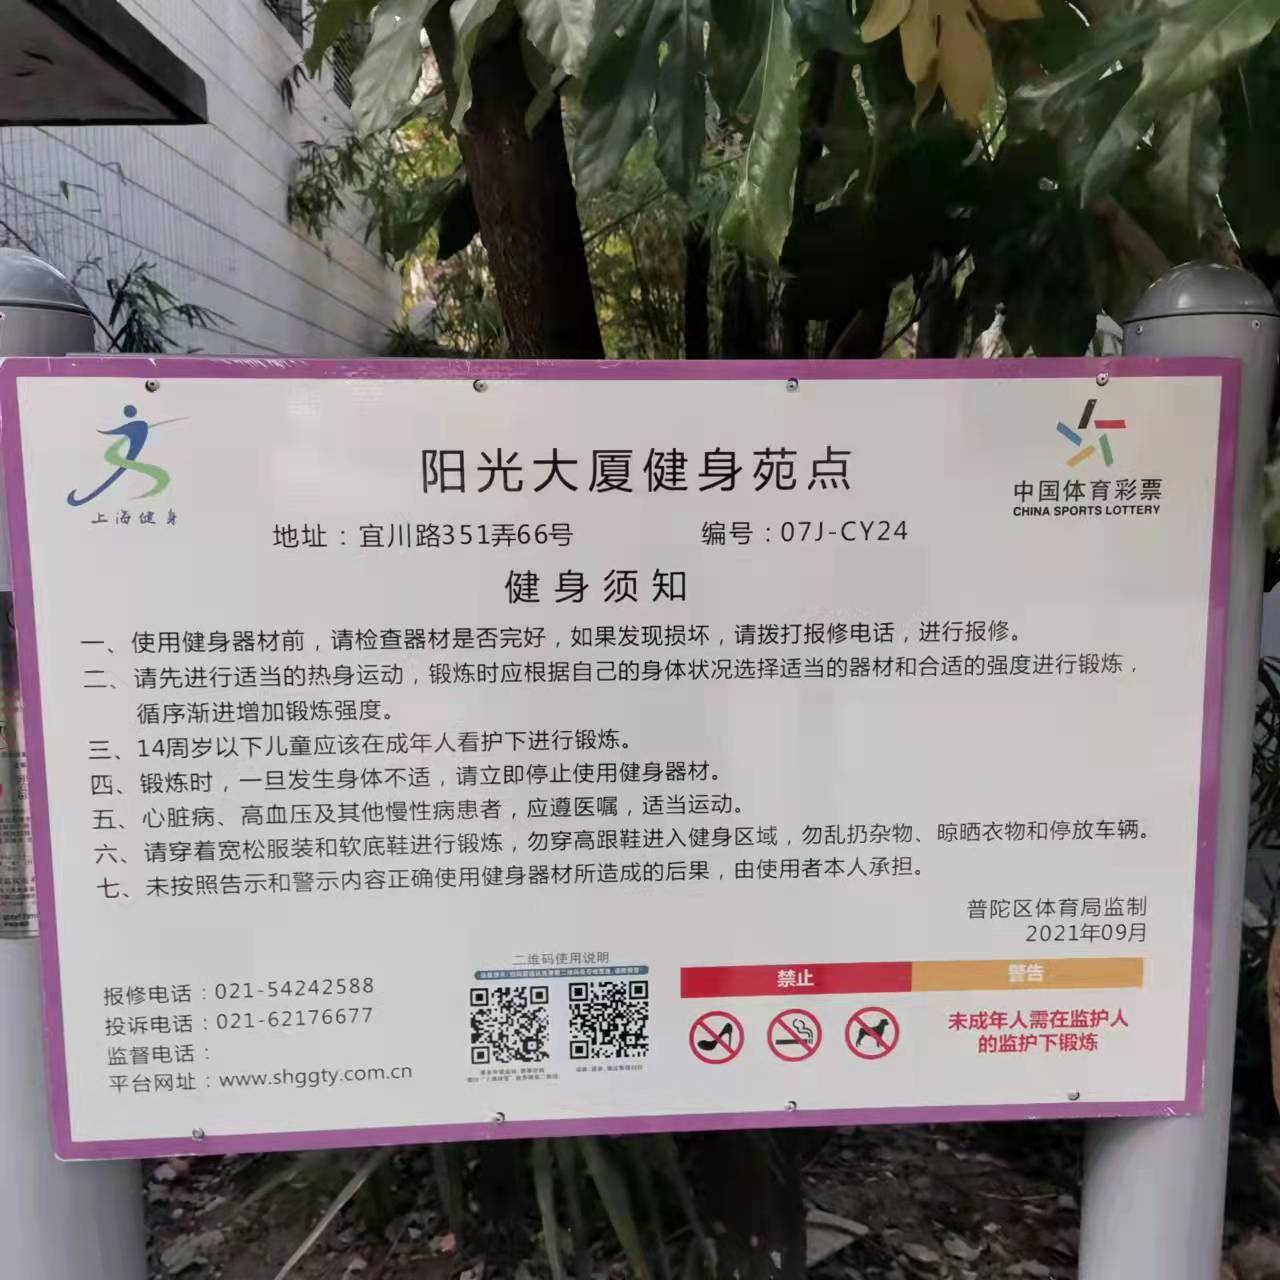 上海健身
中国体育彩票
CHINA SPORTS LOTTERY
阳光大厦健身苑点
地址：宜川路351弄66号
编号：07J-CY24
健身须知
一、使用健身器材前，请检查器材是否完好，如果发现损坏，请拨打报修电话，进行报修。
二、请先进行适当的热身运动，锻炼时应根据自己的身体状况选择适当的器材和合适的强度进行锻炼，
循序渐进增加锻炼强度。
三、14周岁以下儿童应该在成年人看护下进行锻炼。
四、锻炼时，一旦发生身体不适，请立即停止使用健身器材。
五、心脏病、高血压及其他慢性病患者，应遵医嘱，适当运动。
六、请穿着宽松服装和软底鞋进行锻炼，勿穿高跟鞋进入健身区域，勿乱扔杂物、晾晒衣物和停放车辆。
七、未按照告示和警示内容正确使用健身器材所造成的后果，由使用者本人承担。
普陀区体育局监制
2021年09月
报修电话：021-54242588
投诉电话：021-62176677
监督电话：
平台网址：www.shggty.com.cn
二维码使用说明
禁止
警告
未成年人需在监护人
的监护下锻炼